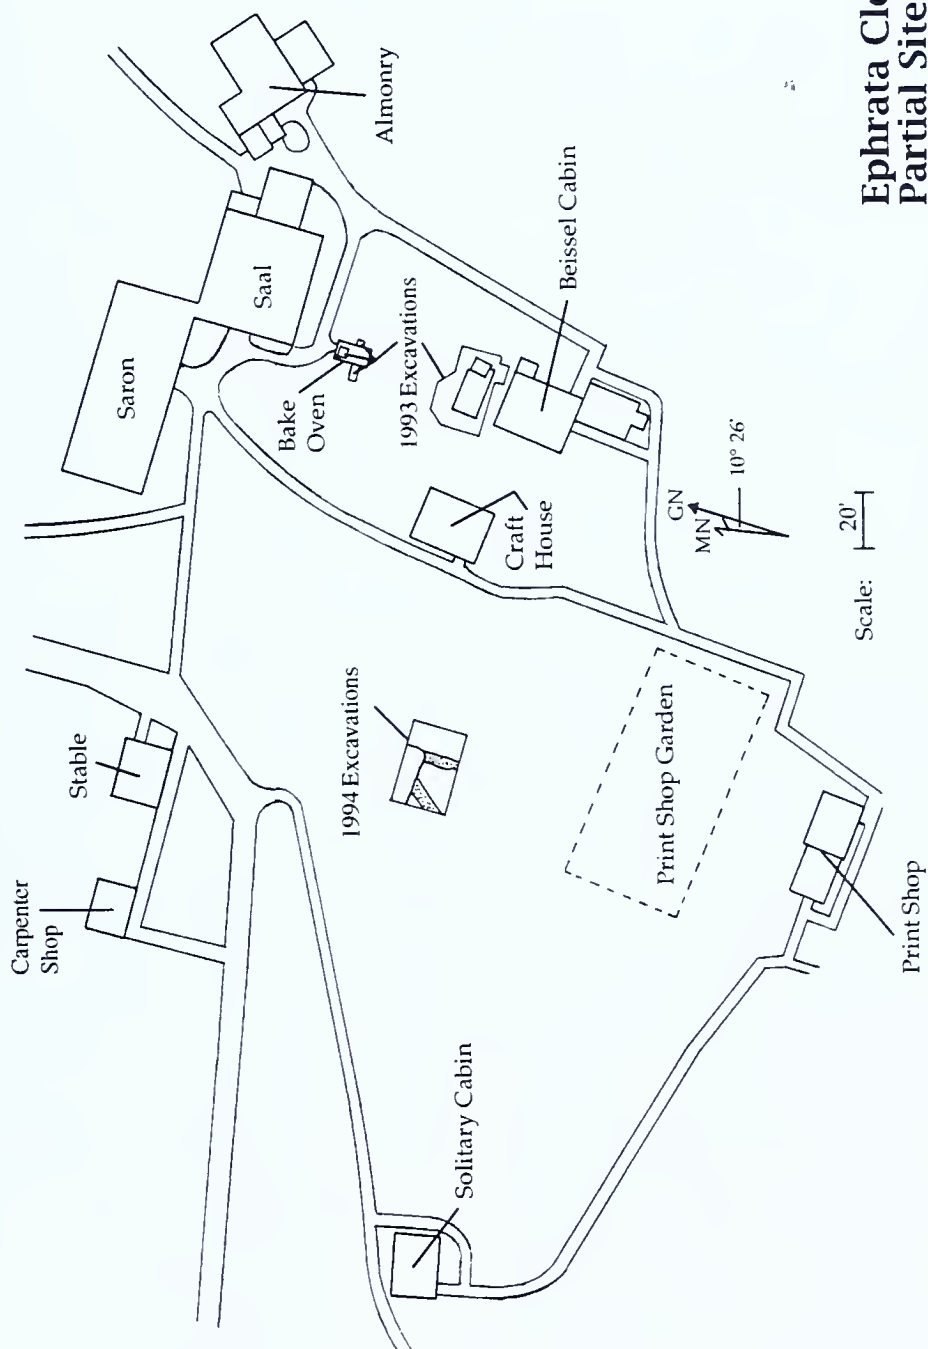 Carpenter
Shop
Stable
Saron
Saal
Almonry
Bake
Oven
1993 Excavations
Beissel Cabin
Craft
House
1994 Excavations
Solitary Cabin
Print Shop Garden
Print Shop
MN
GN
10° 26'
Scale:
20'
Ephrata Clo
Partial Site